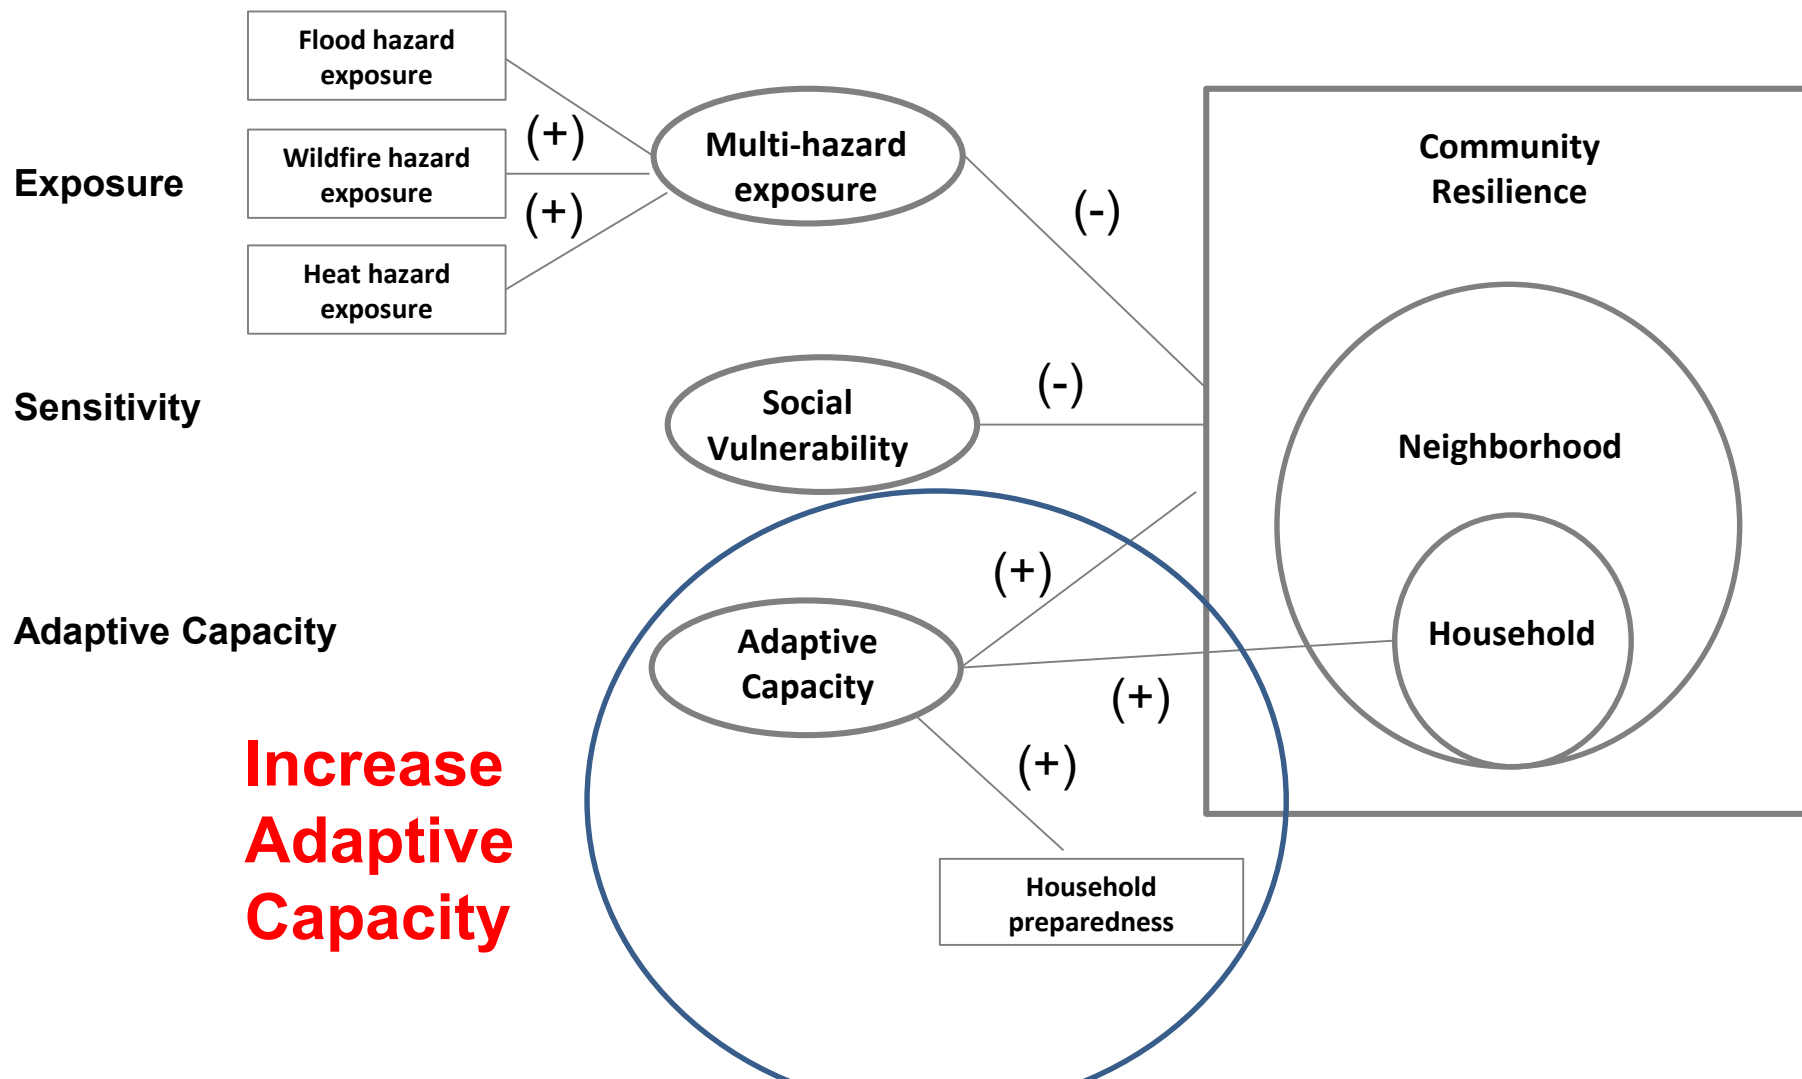 Flood hazard
exposure
(+)
Wildfire hazard
exposure
(+)
Heat hazard
exposure
Exposure
Multi-hazard
exposure
(-)
Community
Resilience
Sensitivity
Social
Vulnerability
(-)
Neighborhood
Adaptive Capacity
Adaptive
Capacity
(+)
(+)
(+)
Household
Increase
Adaptive
Capacity
Household
preparedness